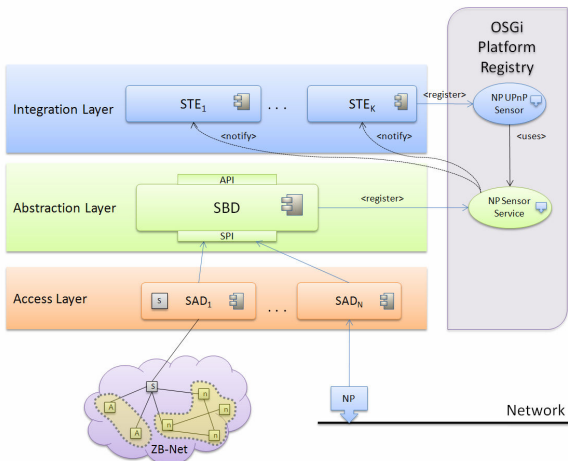 OSGi
Platform
Registry
Integration Layer
STE1
. . .
STEK
<register>
NP UPnP
Sensor
<notify>
<notify>
<uses>
API
Abstraction Layer
SBD
<register>
NP Sensor
Service
SPI
Access Layer
S
SAD1
. . .
SADN
S
A
n
n
A
n
n
ZB-Net
NP
Network